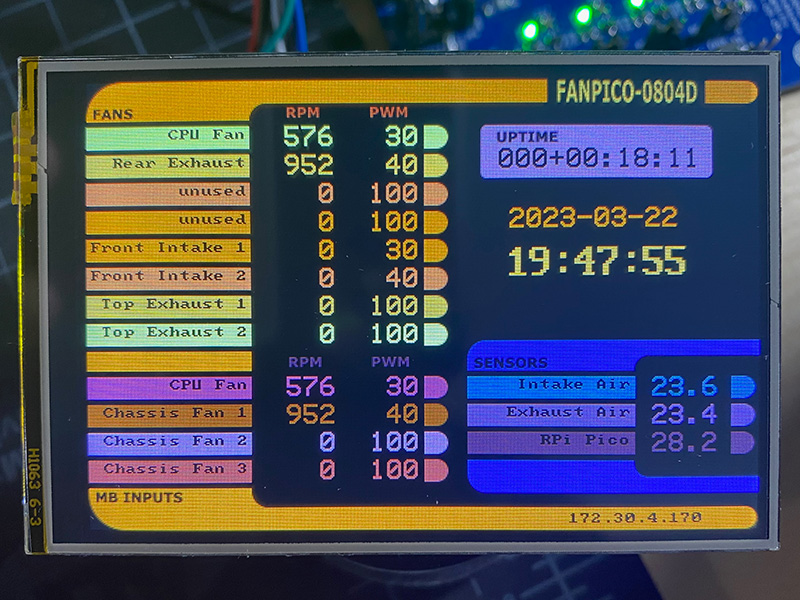 FANPICO-0804D
FANS RPM PWM
CPU Fan 576 30
Rear Exhaust 952 40
unused 0 100
unused 0 100
Front Intake 1 0 30
Front Intake 2 0 40
Top Exhaust 1 0 100
Top Exhaust 2 0 100
RPM PWM
CPU Fan 576 30
Chassis Fan 1 952 40
Chassis Fan 2 0 100
Chassis Fan 3 0 100
MB INPUTS
UPTIME
000+00:18:11
2023-03-22
19:47:55
SENSORS
Intake Air 23.6
Exhaust Air 23.4
RPi Pico 28.2
172.30.4.170
H1063 6-3